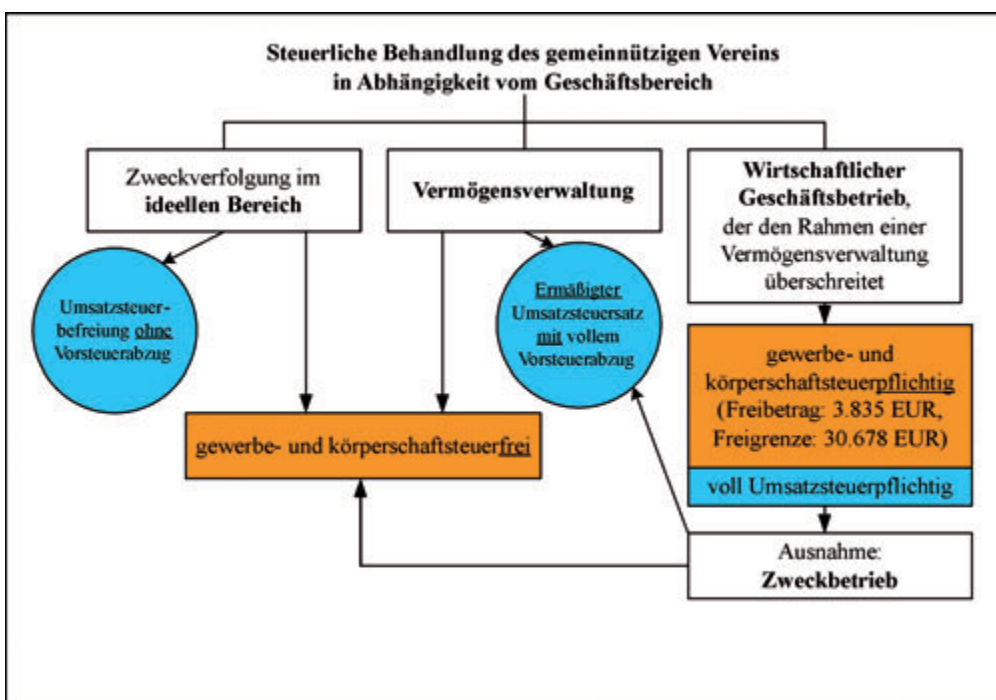 Steuerliche Behandlung des gemeinnützigen Vereins
in Abhängigkeit vom Geschäftsbereich
Zweckverfolgung im
ideellen Bereich
Vermögensverwaltung
Wirtschaftlicher
Geschäftsbetrieb,
der den Rahmen einer
Vermögensverwaltung
überschreitet
Umsatzsteuer-
befreiung ohne
Vorsteuerabzug
Ermäßigter
Umsatzsteuersatz
mit vollem
Vorsteuerabzug
gewerbe- und
körperschaftsteuerpflichtig
(Freibetrag: 3.835 EUR,
Freigrenze: 30.678 EUR)
gewerbe- und körperschaftsteuerfrei
voll Umsatzsteuerpflichtig
Ausnahme:
Zweckbetrieb